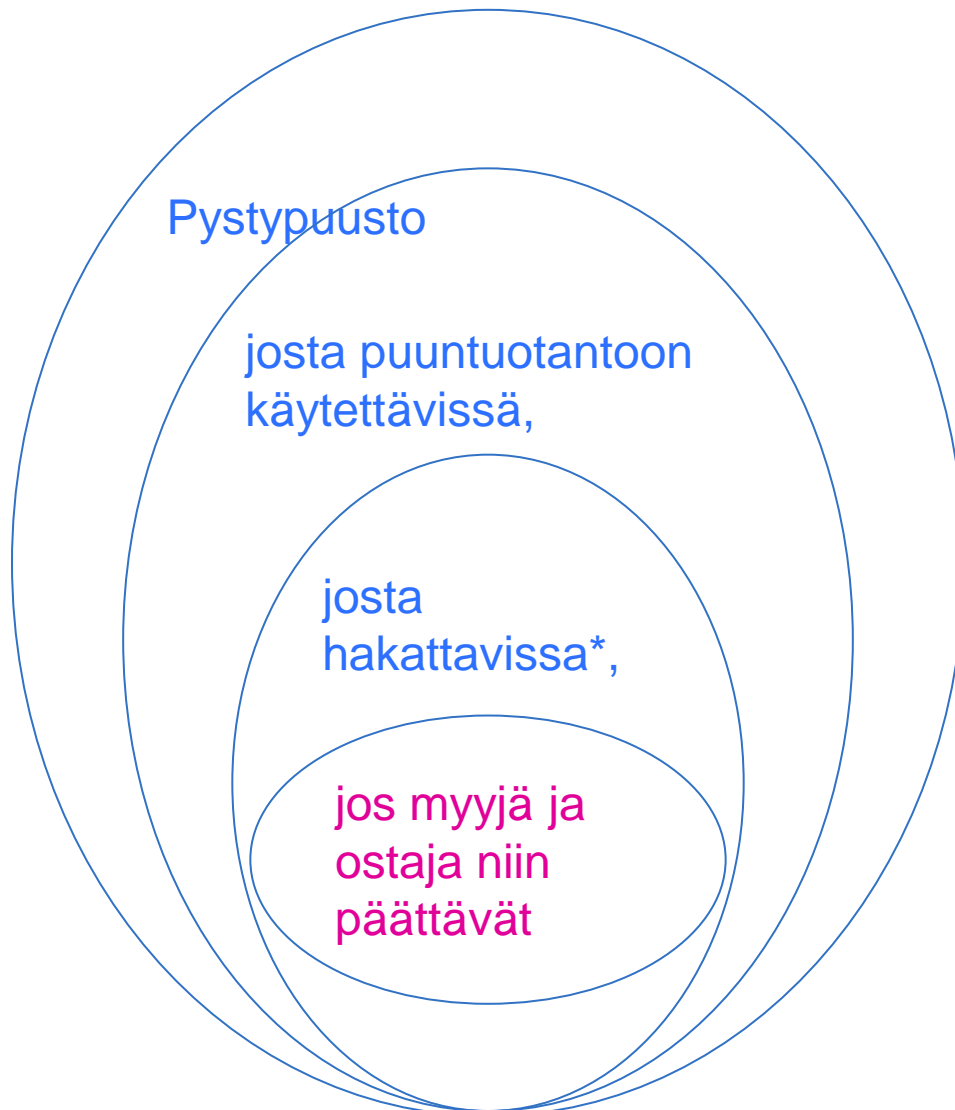 Pystypuusto
josta puuntuotantoon
käytettävissä,
josta
hakattavissa*,
jos myyjä ja
ostaja niin
päättävät